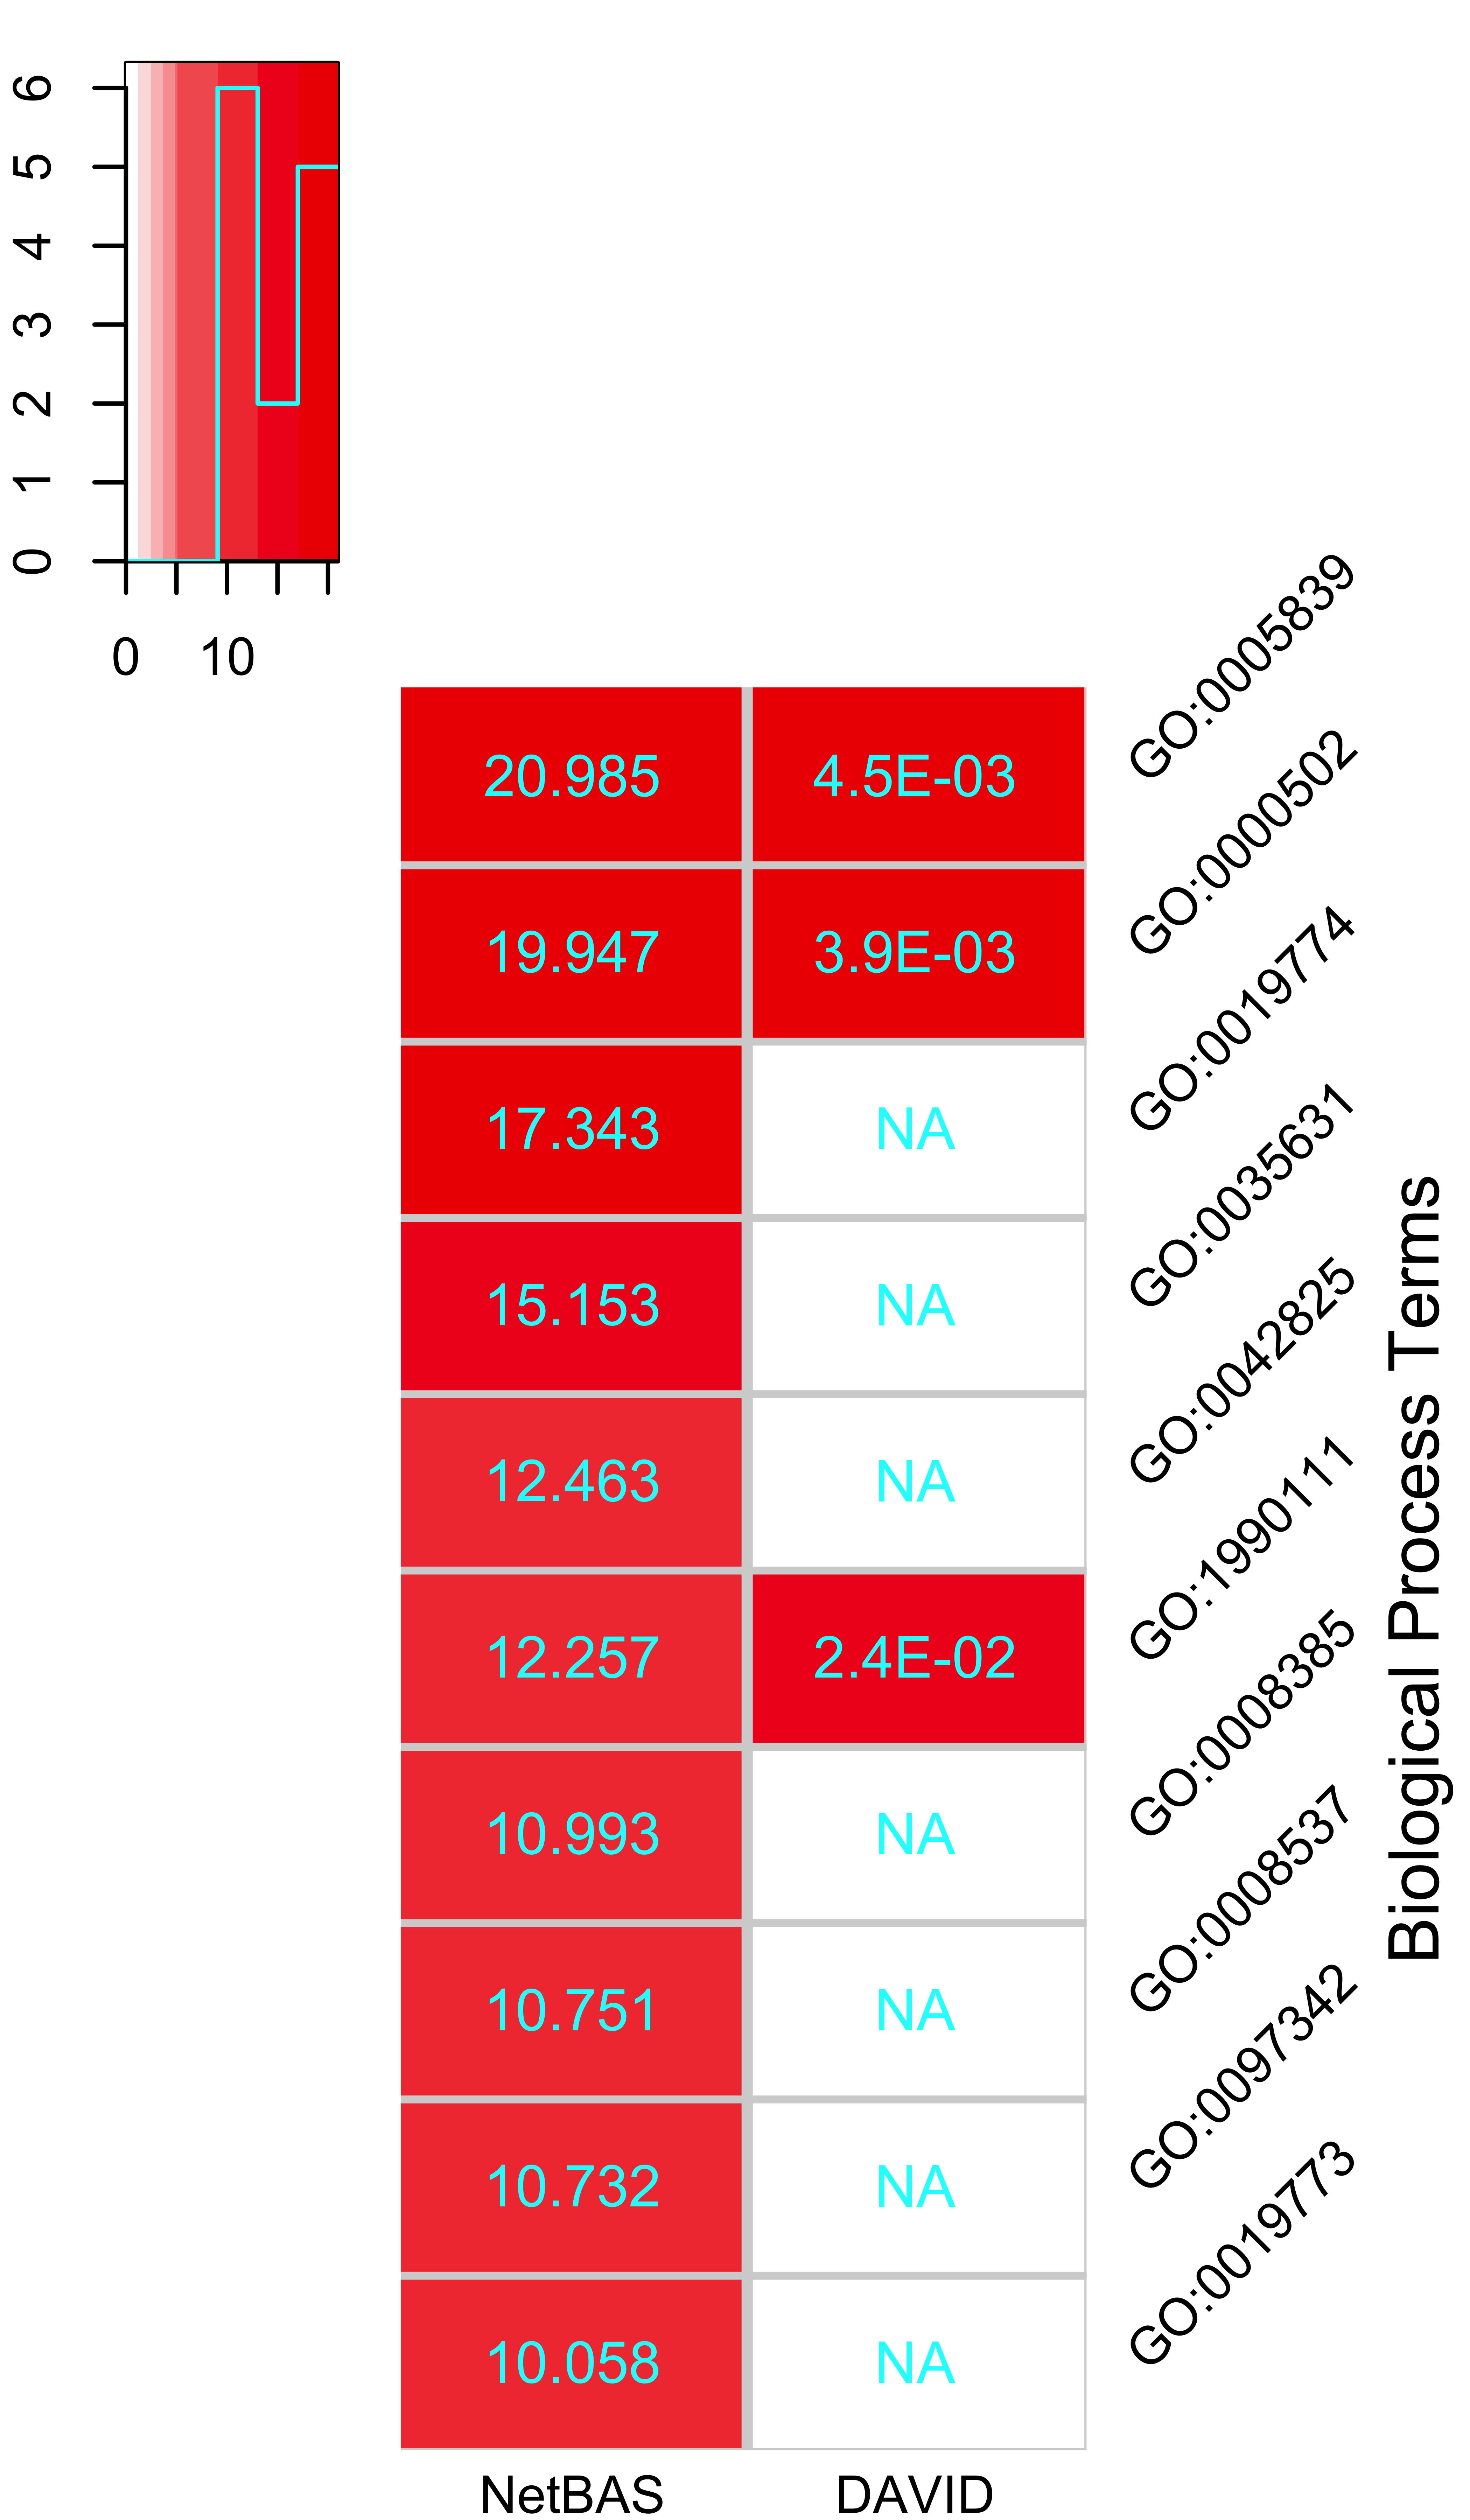 6
5
4
3
2
1
0
0 10
20.985 4.5E-03 GO:0005839
19.947 3.9E-03 GO:0000502
17.343 NA GO:0019774
15.153 NA GO:0035631
12.463 NA GO:0042825
12.257 2.4E-02 GO:1990111
10.993 NA GO:0008385
10.751 NA GO:0008537
10.732 NA GO:0097342
10.058 NA GO:0019773
NetBAS DAVID
Biological Process Terms